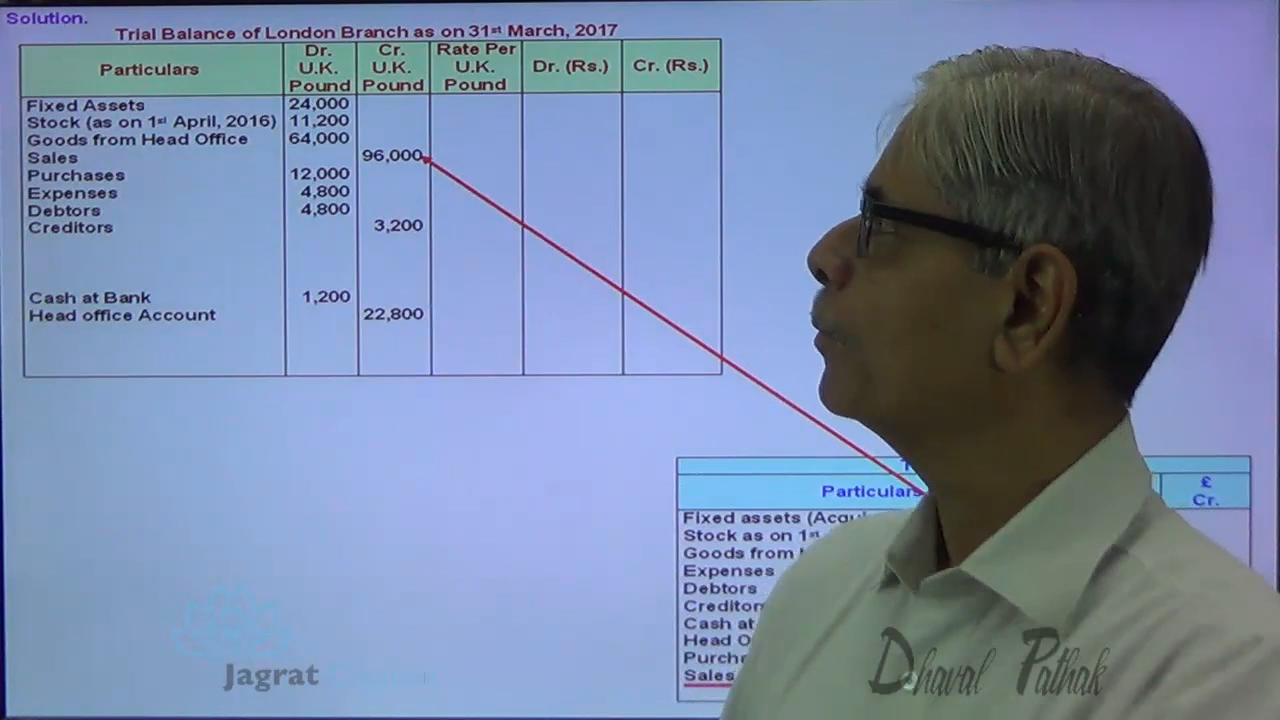 Solution.
Trial Balance of London Branch as on 31st March, 2017
Particulars Dr. U.K. Pound Cr. U.K. Pound Rate Per U.K. Pound Dr. (Rs.) Cr. (Rs.)
Fixed Assets 24,000
Stock (as on 1st April, 2016) 11,200
Goods from Head Office 64,000
Sales 96,000
Purchases 12,000
Expenses 4,800
Debtors 4,800
Creditors 3,200
Cash at Bank 1,200
Head office Account 22,800
Particulars £ Cr.
Fixed assets
Stock as on 1st
Goods from
Expenses
Debtors
Cash at
Head
Sales
Jagrat
Dhaval Pathak